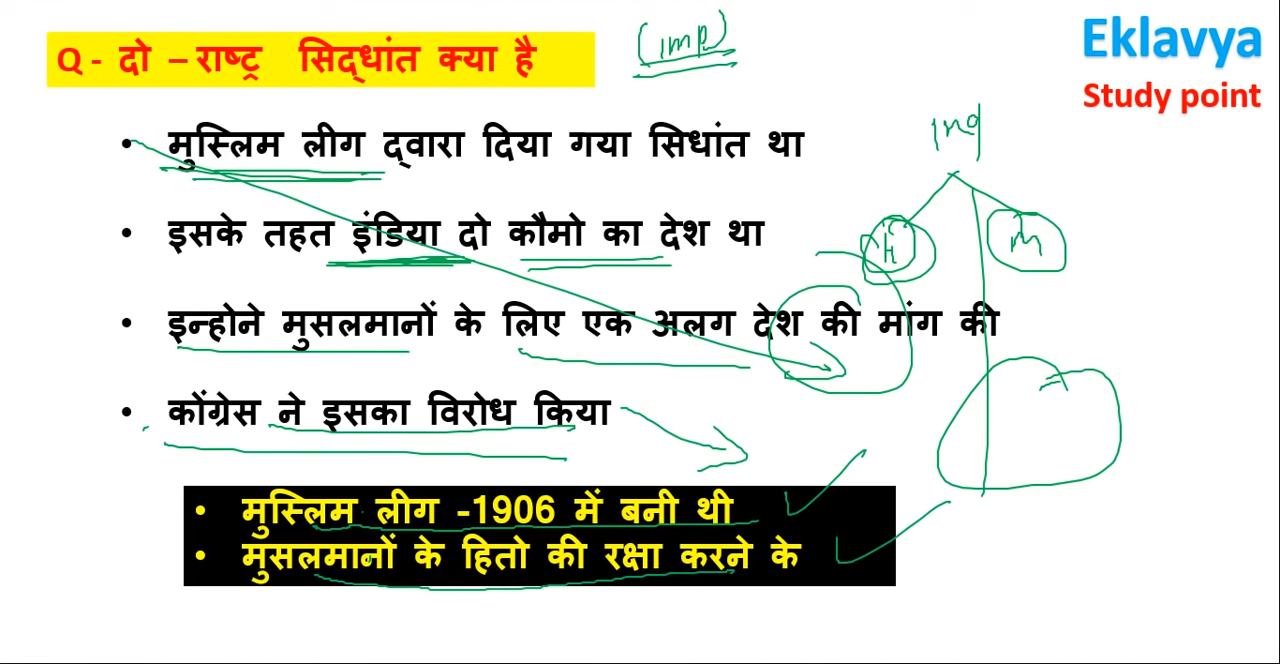 Q - दो – राष्ट्र सिद्धांत क्या है
(imp)
Eklavya
Study point
• मुस्लिम लीग द्वारा दिया गया सिधांत था
ind
• इसके तहत इंडिया दो कौमो का देश था
H
m
• इन्होने मुसलमानों के लिए एक अलग देश की मांग की
• कोंग्रेस ने इसका विरोध किया
• मुस्लिम लीग -1906 में बनी थी
• मुसलमानों के हितो की रक्षा करने के